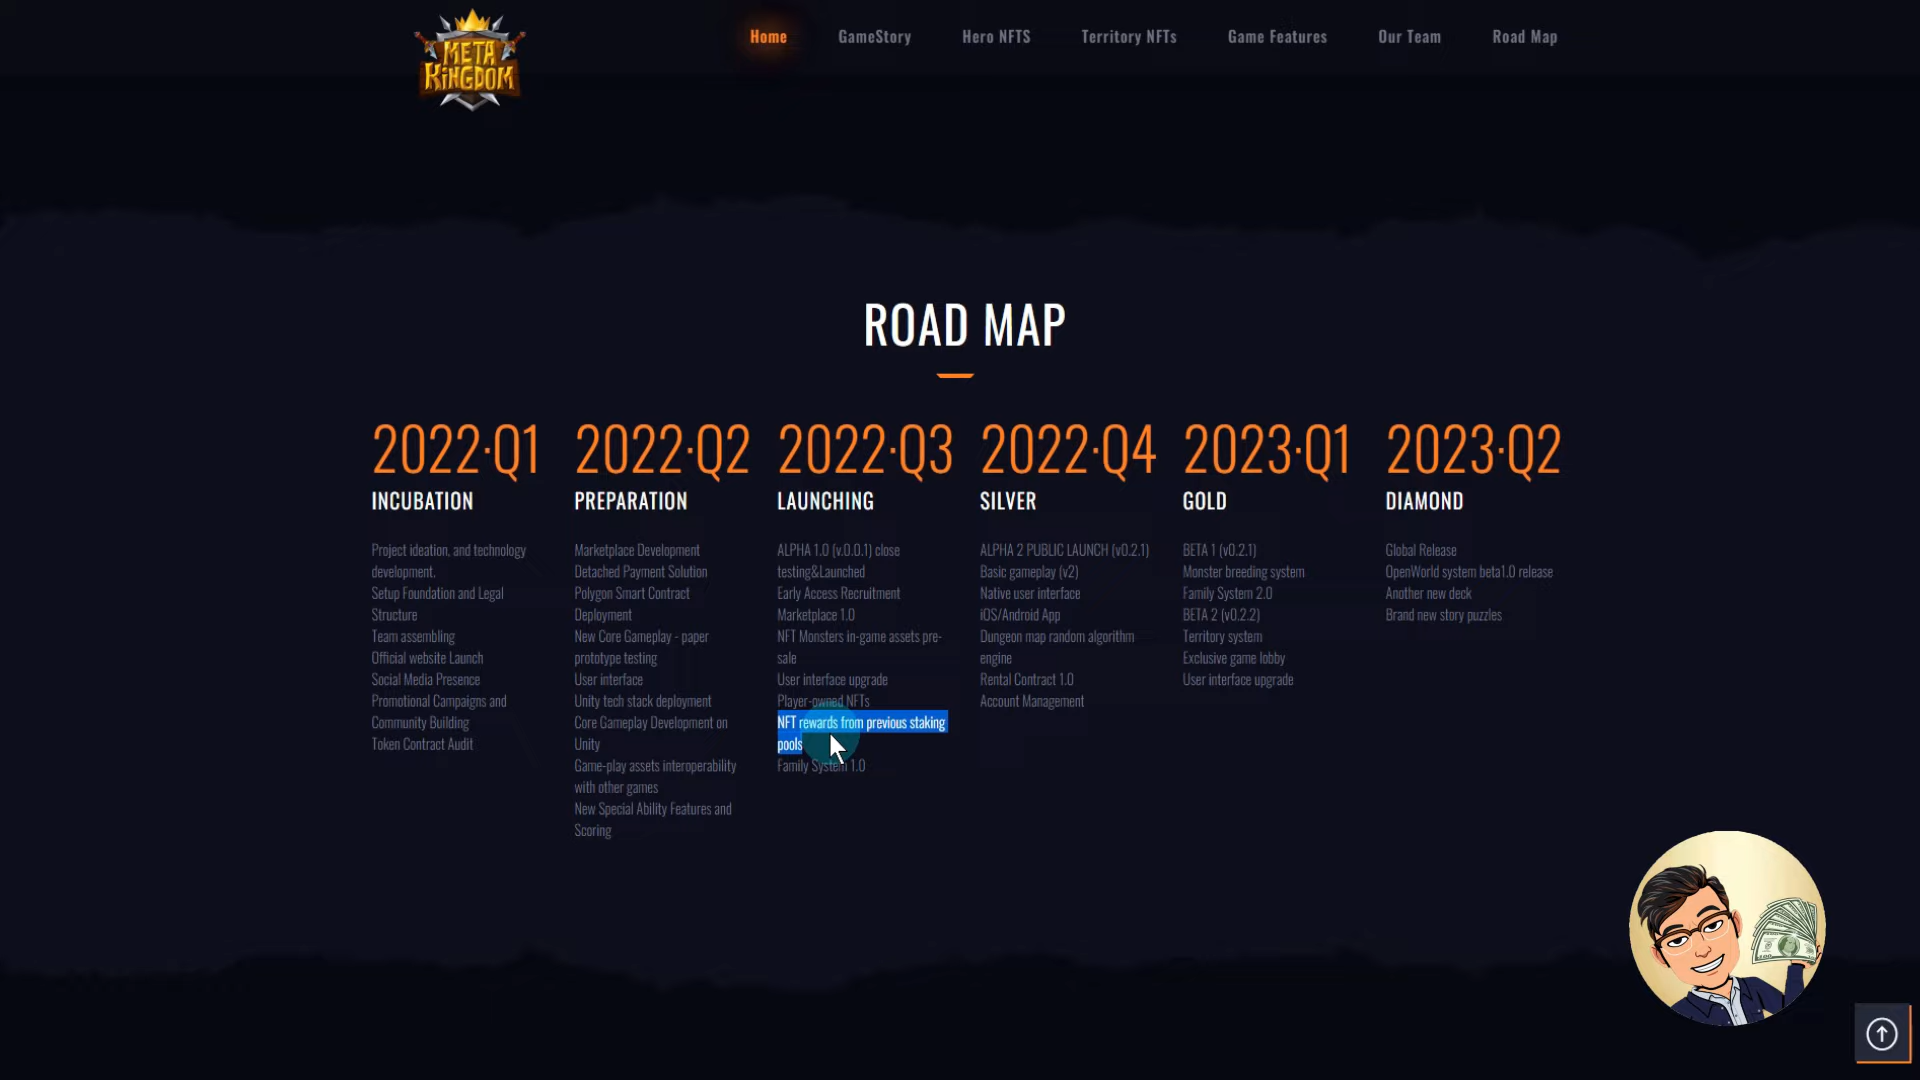 META
KINGDOM
Home
GameStory
Hero NFTS
Territory NFTs
Game Features
Our Team
Road Map
ROAD MAP
2022·Q1
INCUBATION
Project ideation, and technology
development.
Setup Foundation and Legal
Structure
Team assembling
Official website Launch
Social Media Presence
Promotional Campaigns and
Community Building
Token Contract Audit
2022·Q2
PREPARATION
Marketplace Development
Detached Payment Solution
Polygon Smart Contract
Deployment
New Core Gameplay - paper
prototype testing
User interface
Unity tech stack deployment
Core Gameplay Development on
Unity
Game-play assets interoperability
with other games
New Special Ability Features and
Scoring
2022·Q3
LAUNCHING
ALPHA 1.0 (v.0.0.1) close
testing&Launched
Early Access Recruitment
Marketplace 1.0
NFT Monsters in-game assets pre-
sale
User interface upgrade
Player-owned NFTs
NFT rewards from previous staking
pools
Family System 1.0
2022·Q4
SILVER
ALPHA 2 PUBLIC LAUNCH (v0.2.1)
Basic gameplay (v2)
Native user interface
iOS/Android App
Dungeon map random algorithm
engine
Rental Contract 1.0
Account Management
2023·Q1
GOLD
BETA 1 (v0.2.1)
Monster breeding system
Family System 2.0
BETA 2 (v0.2.2)
Territory system
Exclusive game lobby
User interface upgrade
2023·Q2
DIAMOND
Global Release
OpenWorld system beta1.0 release
Another new deck
Brand new story puzzles